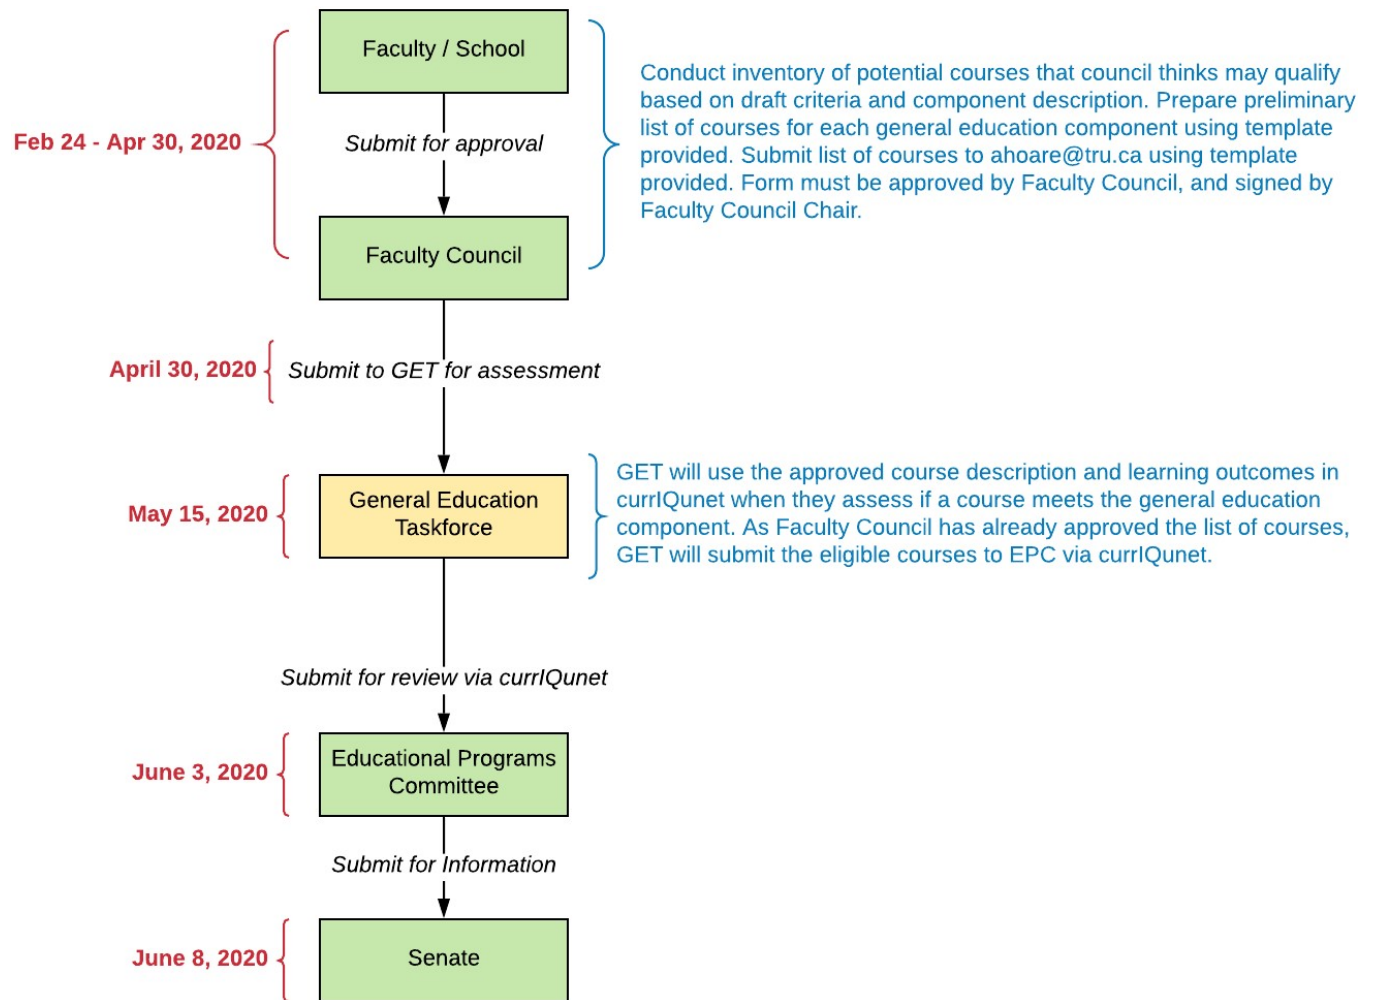 Faculty / School
Feb 24 - Apr 30, 2020
Submit for approval
Conduct inventory of potential courses that council thinks may qualify
based on draft criteria and component description. Prepare preliminary
list of courses for each general education component using template
provided. Submit list of courses to ahoare@tru.ca using template
provided. Form must be approved by Faculty Council, and signed by
Faculty Council Chair.
Faculty Council
April 30, 2020
Submit to GET for assessment
May 15, 2020
General Education
Taskforce
GET will use the approved course description and learning outcomes in
currIQunet when they assess if a course meets the general education
component. As Faculty Council has already approved the list of courses,
GET will submit the eligible courses to EPC via currIQunet.
Submit for review via currIQunet
June 3, 2020
Educational Programs
Committee
Submit for Information
June 8, 2020
Senate